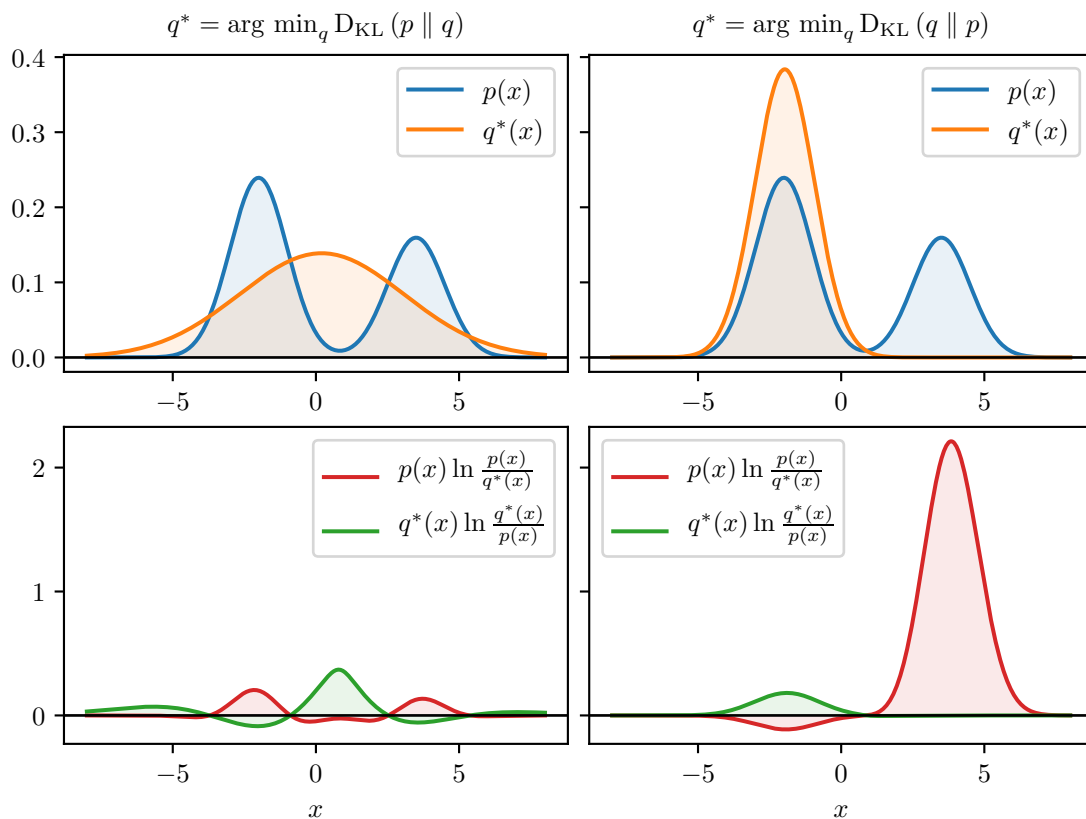 q* = arg min_q D_KL (p ∥ q)
q* = arg min_q D_KL (q ∥ p)
0.4
0.3
0.2
0.1
0.0
p(x)
q*(x)
p(x)
q*(x)
−5 0 5
−5 0 5
2
1
0
p(x) ln p(x)/q*(x)
q*(x) ln q*(x)/p(x)
p(x) ln p(x)/q*(x)
q*(x) ln q*(x)/p(x)
−5 0 5
−5 0 5
x
x